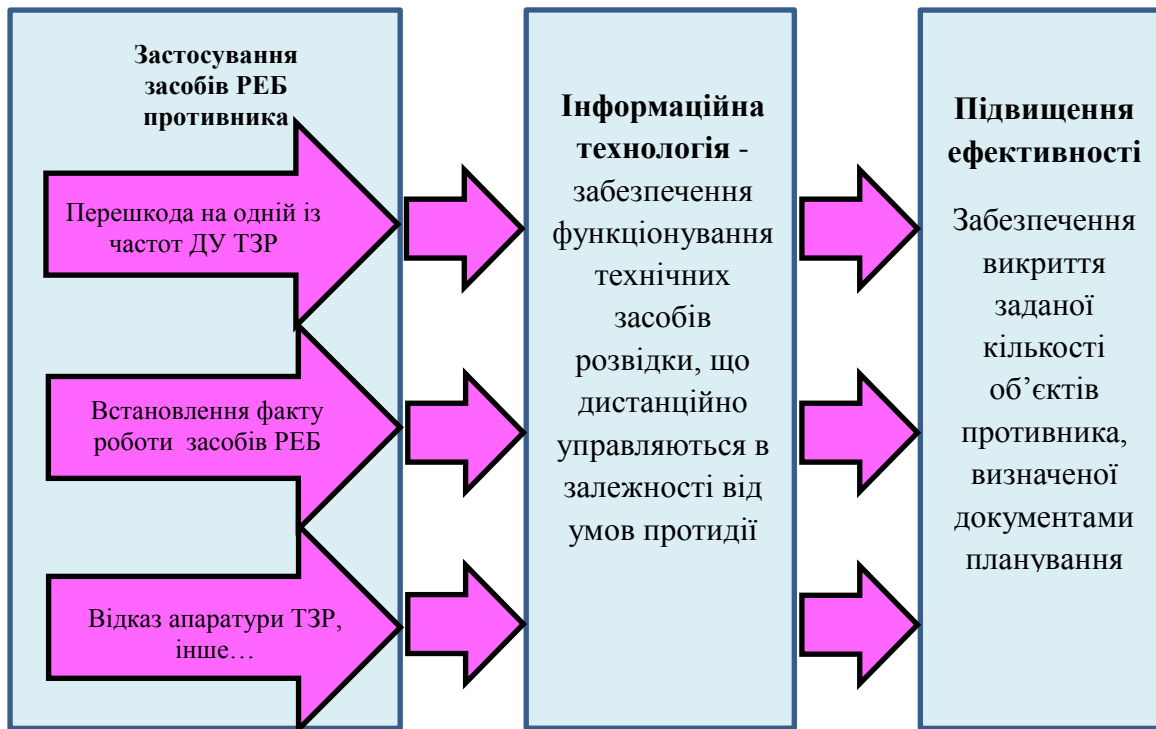 Застосування
засобів РЕБ
противника
Перешкода на одній із
частот ДУ ТЗР
Встановлення факту
роботи засобів РЕБ
Відказ апаратури ТЗР,
інше…
Інформаційна
технологія -
забезпечення
функціонування
технічних
засобів
розвідки, що
дистанційно
управляються в
залежності від
умов протидії
Підвищення
ефективності
Забезпечення
викриття
заданої
кількості
об’єктів
противника,
визначеної
документами
планування